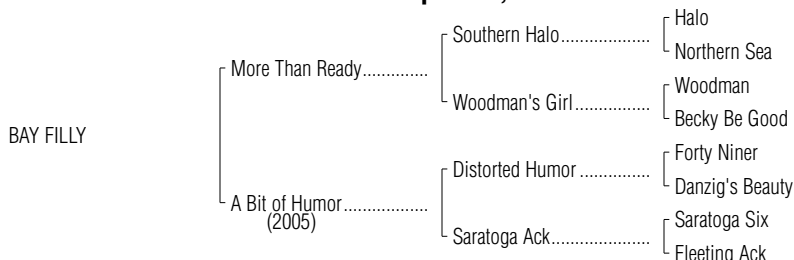 Halo
Southern Halo....................
Northern Sea
More Than Ready..............
Woodman
Woodman's Girl.................
Becky Be Good
BAY FILLY
Forty Niner
Distorted Humor ................
Danzig's Beauty
A Bit of Humor...................
(2005)
Saratoga Six
Saratoga Ack......................
Fleeting Ack